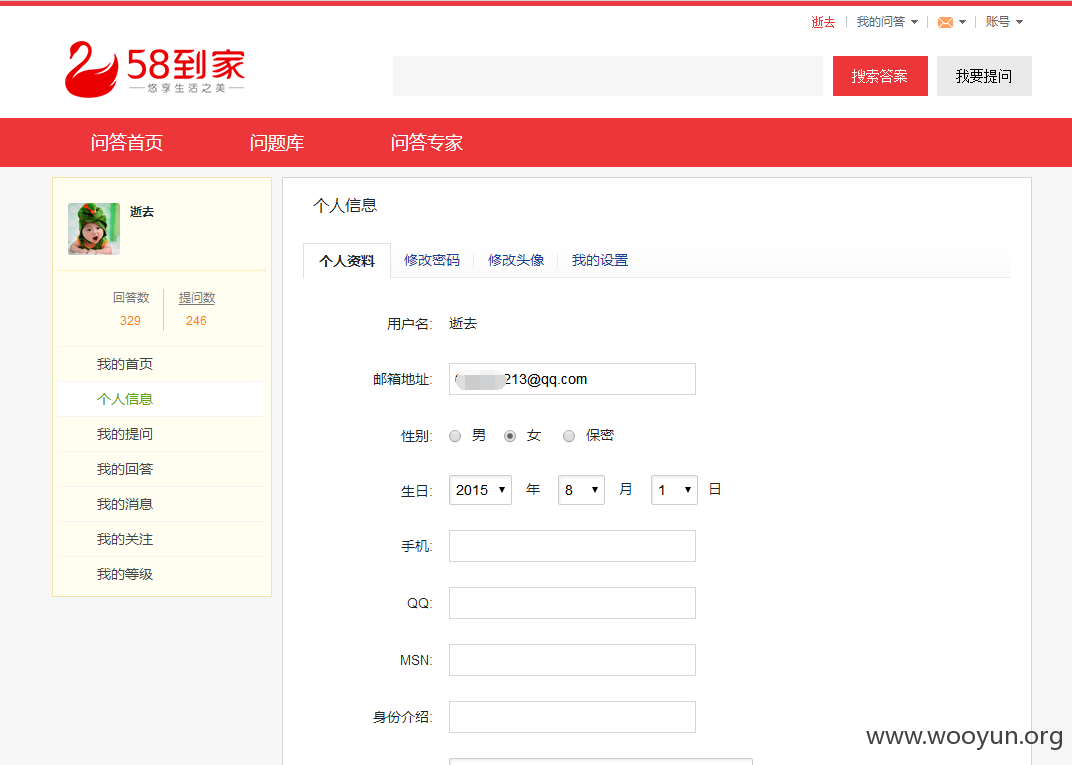 逝去 我的问答 账号
58到家
悠享生活之美
搜索答案 我要提问
问答首页 问题库 问答专家
逝去
回答数 提问数
329 246
我的首页
个人信息
我的提问
我的回答
我的消息
我的关注
我的等级
个人信息
个人资料 修改密码 修改头像 我的设置
用户名: 逝去
邮箱地址: 213@qq.com
性别: 男 女 保密
生日: 2015 年 8 月 1 日
手机:
QQ:
MSN:
身份介绍:
www.wooyun.org